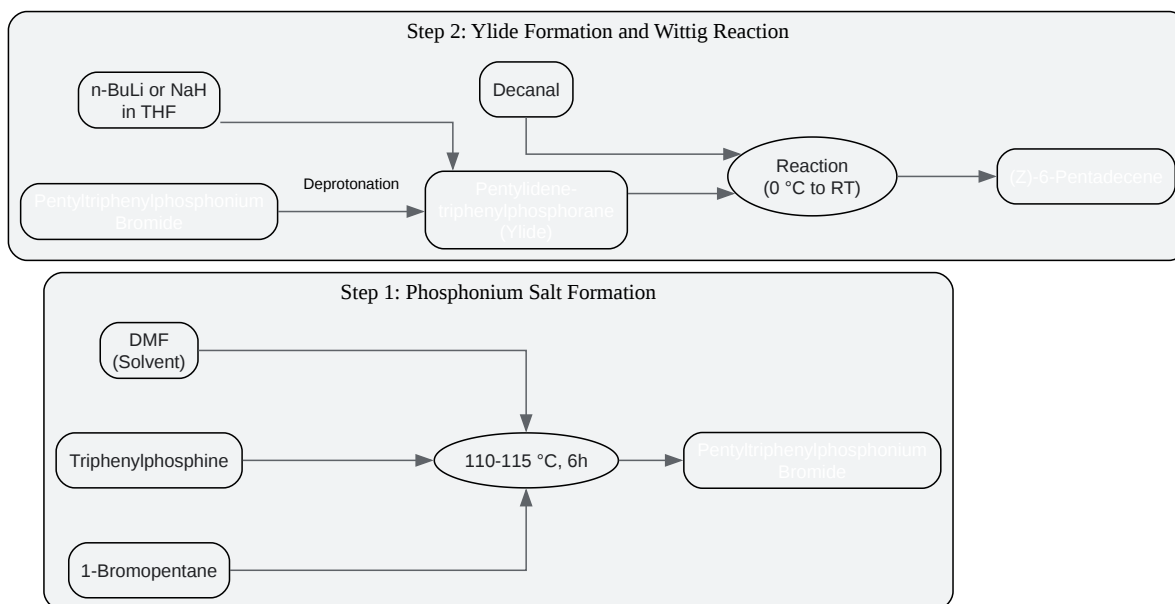 Step 2: Ylide Formation and Wittig Reaction
n-BuLi or NaH
in THF
Decanal
Deprotonation
Pentyltriphenylphosphonium
Bromide
Pentylidene-
triphenylphosphorane
(Ylide)
Reaction
(0 °C to RT)
(Z)-6-Pentadecene
Step 1: Phosphonium Salt Formation
DMF
(Solvent)
Triphenylphosphine
110-115 °C, 6h
Pentyltriphenylphosphonium
Bromide
1-Bromopentane